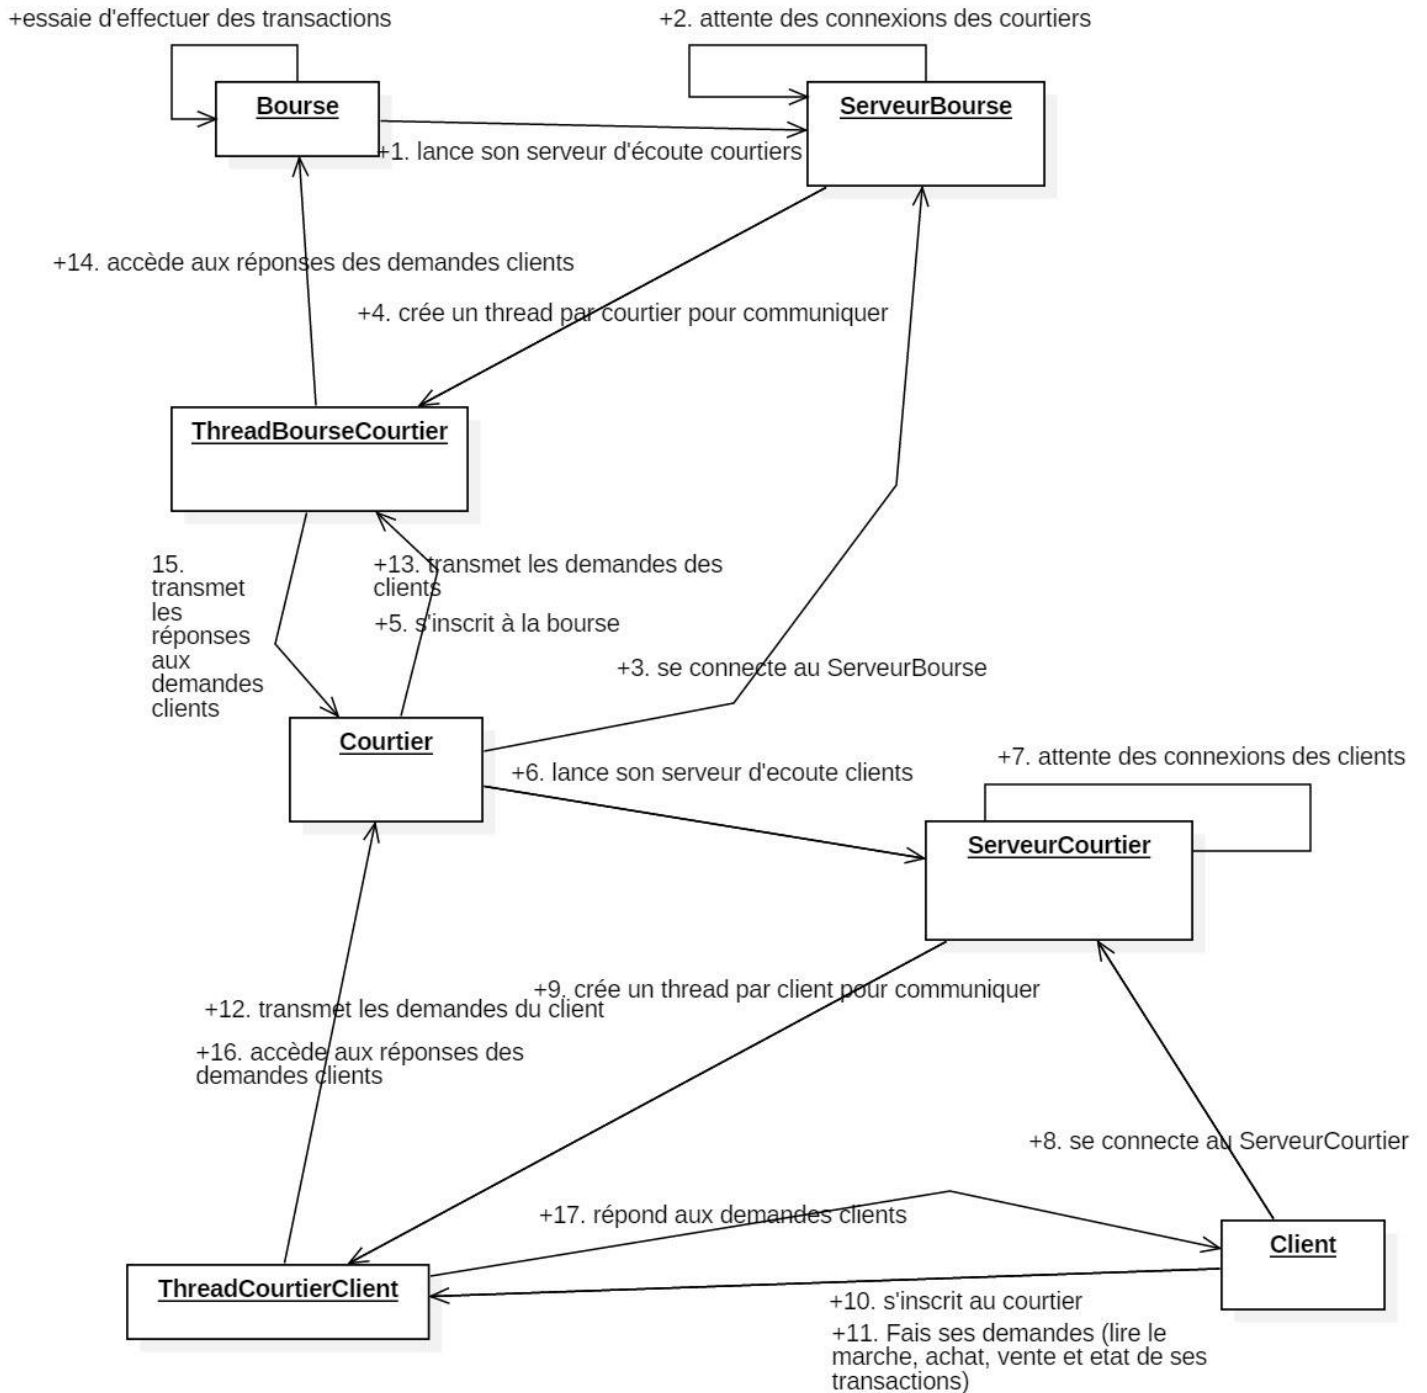 +essaie d'effectuer des transactions
+2. attente des connexions des courtiers
Bourse
ServeurBourse
+1. lance son serveur d'écoute courtiers
+14. accède aux réponses des demandes clients
+4. crée un thread par courtier pour communiquer
ThreadBourseCourtier
15.
transmet
les
réponses
aux
demandes
clients
+13. transmet les demandes des
clients
+5. s'inscrit à la bourse
+3. se connecte au ServeurBourse
Courtier
+6. lance son serveur d'ecoute clients
+7. attente des connexions des clients
ServeurCourtier
+9. crée un thread par client pour communiquer
+12. transmet les demandes du client
+16. accède aux réponses des
demandes clients
+8. se connecte au ServeurCourtier
+17. répond aux demandes clients
Client
ThreadCourtierClient
+10. s'inscrit au courtier
+11. Fais ses demandes (lire le
marche, achat, vente et etat de ses
transactions)